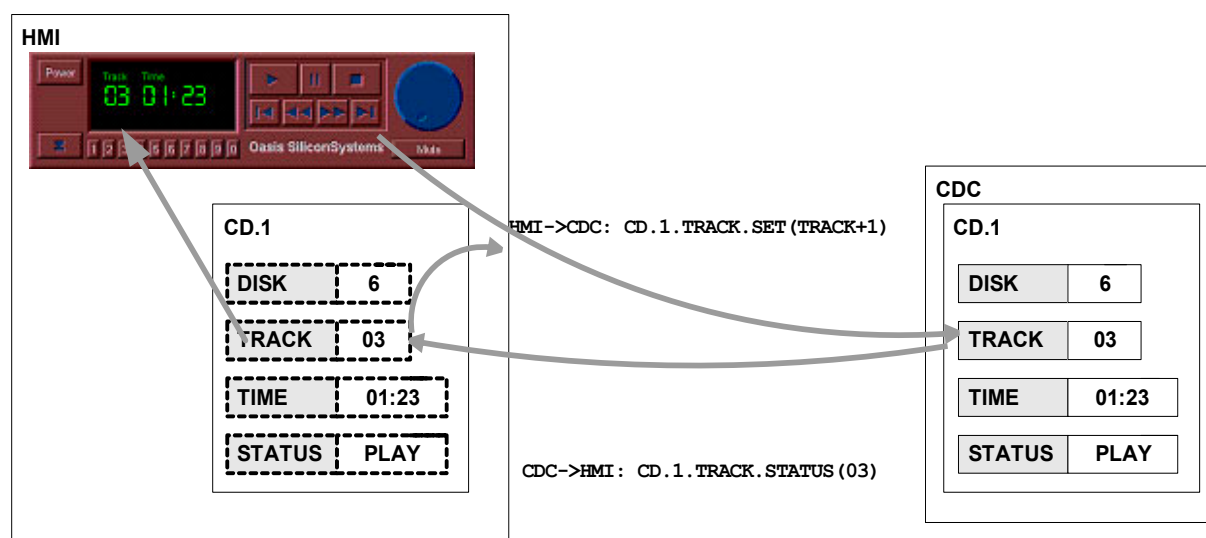 HMI
Power
Track Time
03 01:23
1 2 3 4 5 6 7 8 9 0
Oasis SiliconSystems
Mute
CD.1
DISK 6
TRACK 03
TIME 01:23
STATUS PLAY
HMI->CDC: CD.1.TRACK.SET(TRACK+1)
CDC->HMI: CD.1.TRACK.STATUS(03)
CDC
CD.1
DISK 6
TRACK 03
TIME 01:23
STATUS PLAY